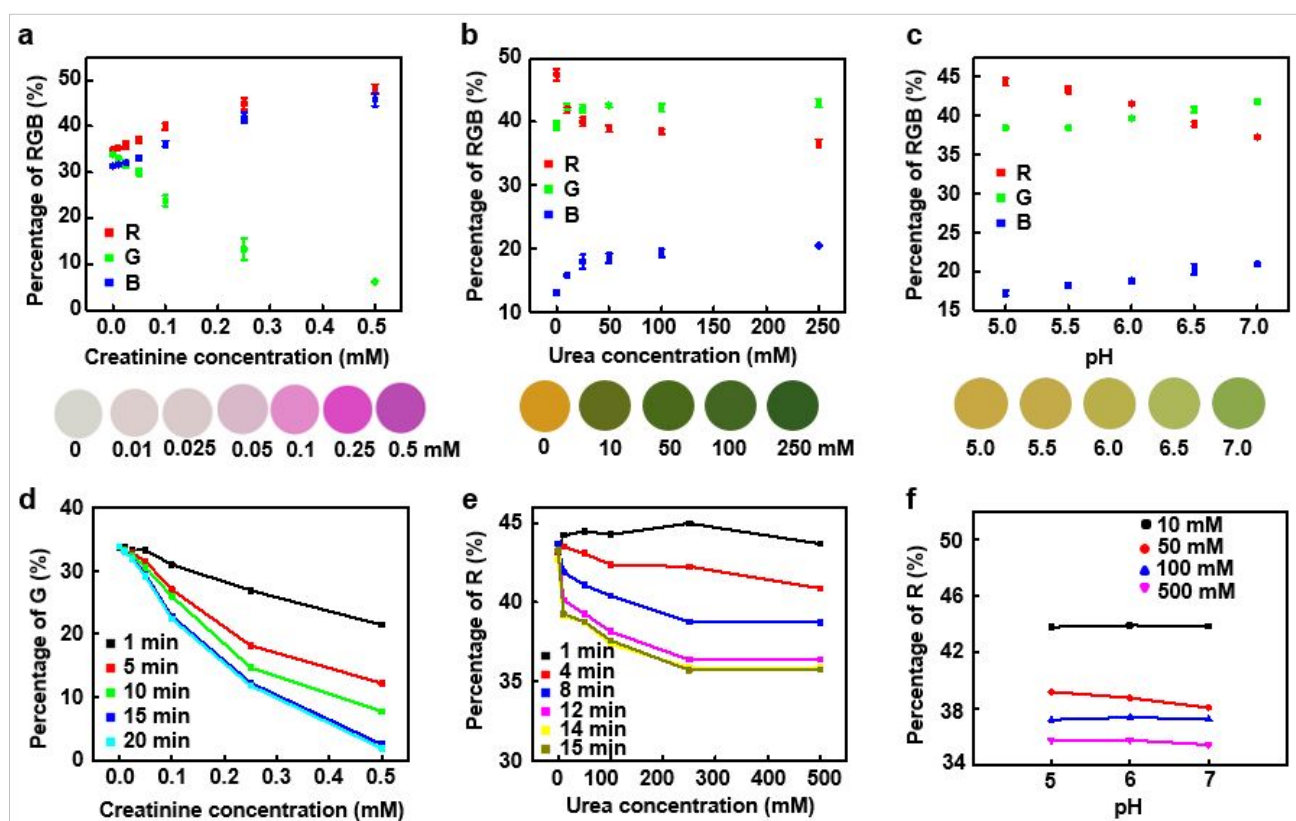 a
Percentage of RGB (%)
50
40
30
20
10
0
R
G
B
0.0 0.1 0.2 0.3 0.4 0.5
Creatinine concentration (mM)
0 0.01 0.025 0.05 0.1 0.25 0.5 mM
b
Percentage of RGB (%)
50
40
30
20
10
R
G
B
0 50 100 150 200 250
Urea concentration (mM)
0 10 50 100 250 mM
c
Percentage of RGB (%)
45
40
35
30
25
20
15
R
G
B
5.0 5.5 6.0 6.5 7.0
pH
5.0 5.5 6.0 6.5 7.0
d
Percentage of G (%)
40
30
20
10
0
1 min
5 min
10 min
15 min
20 min
0.0 0.1 0.2 0.3 0.4 0.5
Creatinine concentration (mM)
e
Percentage of R (%)
45
40
35
30
1 min
4 min
8 min
12 min
14 min
15 min
0 100 200 300 400 500
Urea concentration (mM)
f
Percentage of R (%)
50
46
42
38
34
10 mM
50 mM
100 mM
500 mM
5 6 7
pH